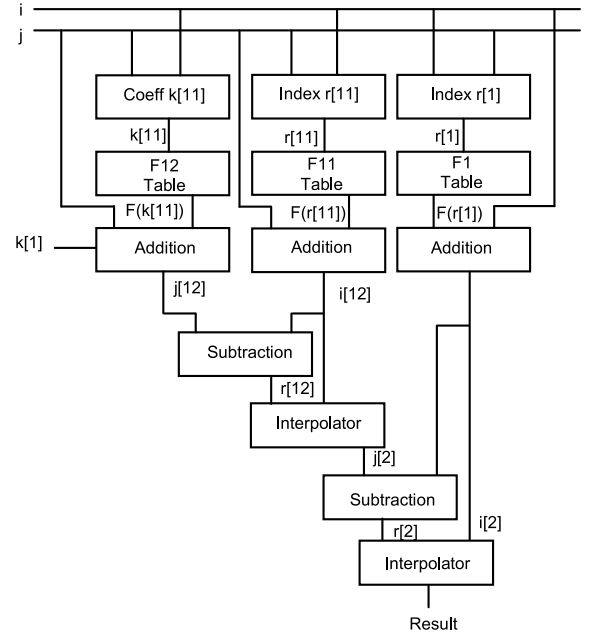 i
j
Coeff k[11]
Index r[11]
Index r[1]
k[11]
r[11]
r[1]
F12
Table
F11
Table
F1
Table
F(k[11])
F(r[11])
F(r[1])
k[1]
Addition
Addition
Addition
j[12]
i[12]
Subtraction
r[12]
Interpolator
j[2]
Subtraction
r[2]
i[2]
Interpolator
Result